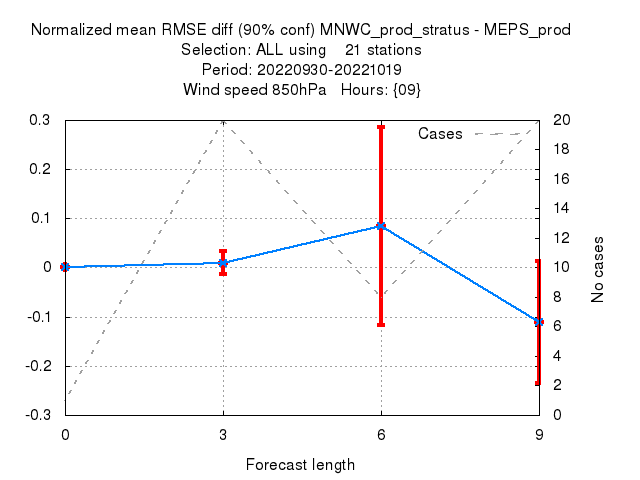 Normalized mean RMSE diff (90% conf) MNWC_prod_stratus - MEPS_prod
Selection: ALL using 21 stations
Period: 20220930-20221019
Wind speed 850hPa Hours: {09}
Cases
0.3
0.2
0.1
0
-0.1
-0.2
-0.3
20
18
16
14
12
10
8
6
4
2
0
No cases
0 3 6 9
Forecast length